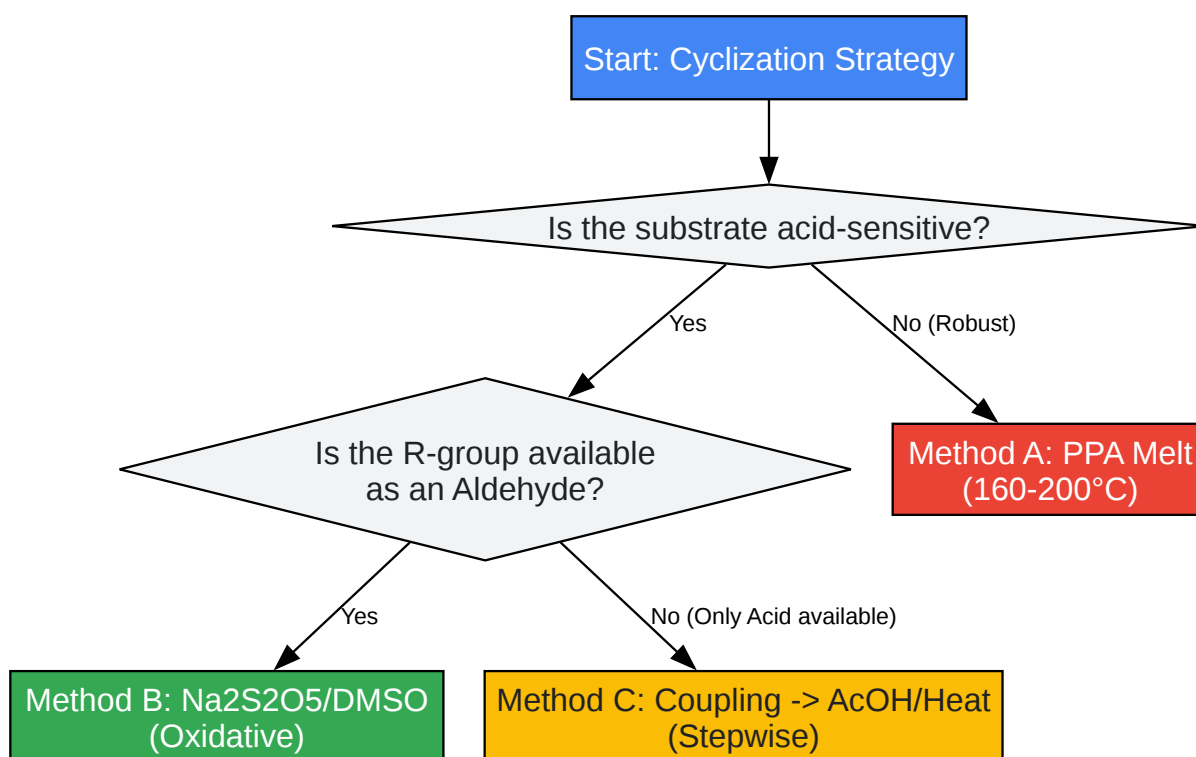 Start: Cyclization Strategy
Is the substrate acid-sensitive?
Yes
No (Robust)
Is the R-group available
as an Aldehyde?
Method A: PPA Melt
(160-200°C)
Yes
No (Only Acid available)
Method B: Na2S2O5/DMSO
(Oxidative)
Method C: Coupling -> AcOH/Heat
(Stepwise)